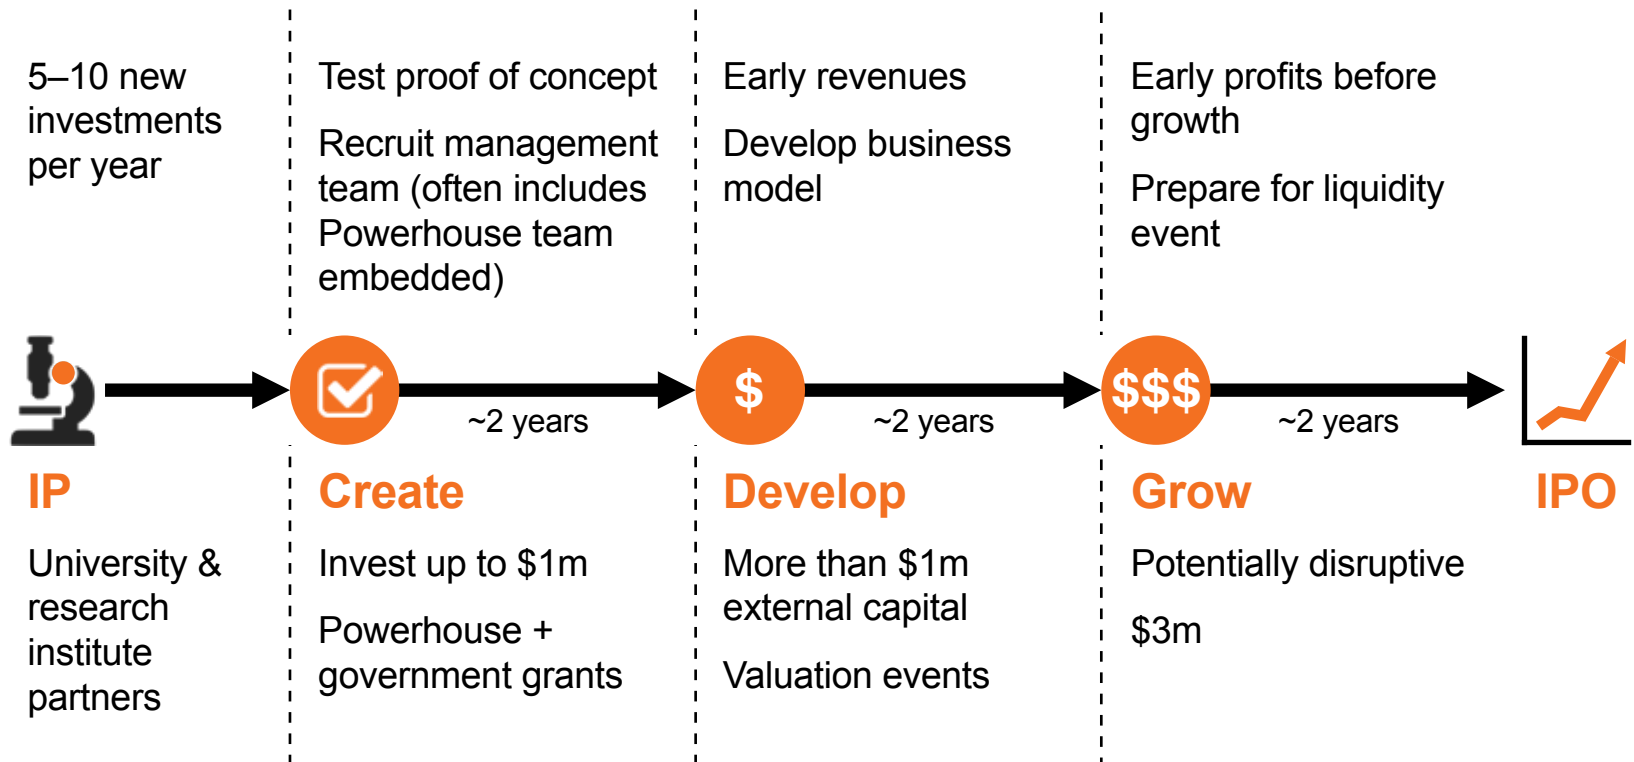 5–10 new
investments
per year
Test proof of concept
Recruit management
team (often includes
Powerhouse team
embedded)
Early revenues
Develop business
model
Early profits before
growth
Prepare for liquidity
event
$
$$$
~2 years
~2 years
~2 years
IP
Create
Develop
Grow
IPO
University &
research
institute
partners
Invest up to $1m
Powerhouse +
government grants
More than $1m
external capital
Valuation events
Potentially disruptive
$3m